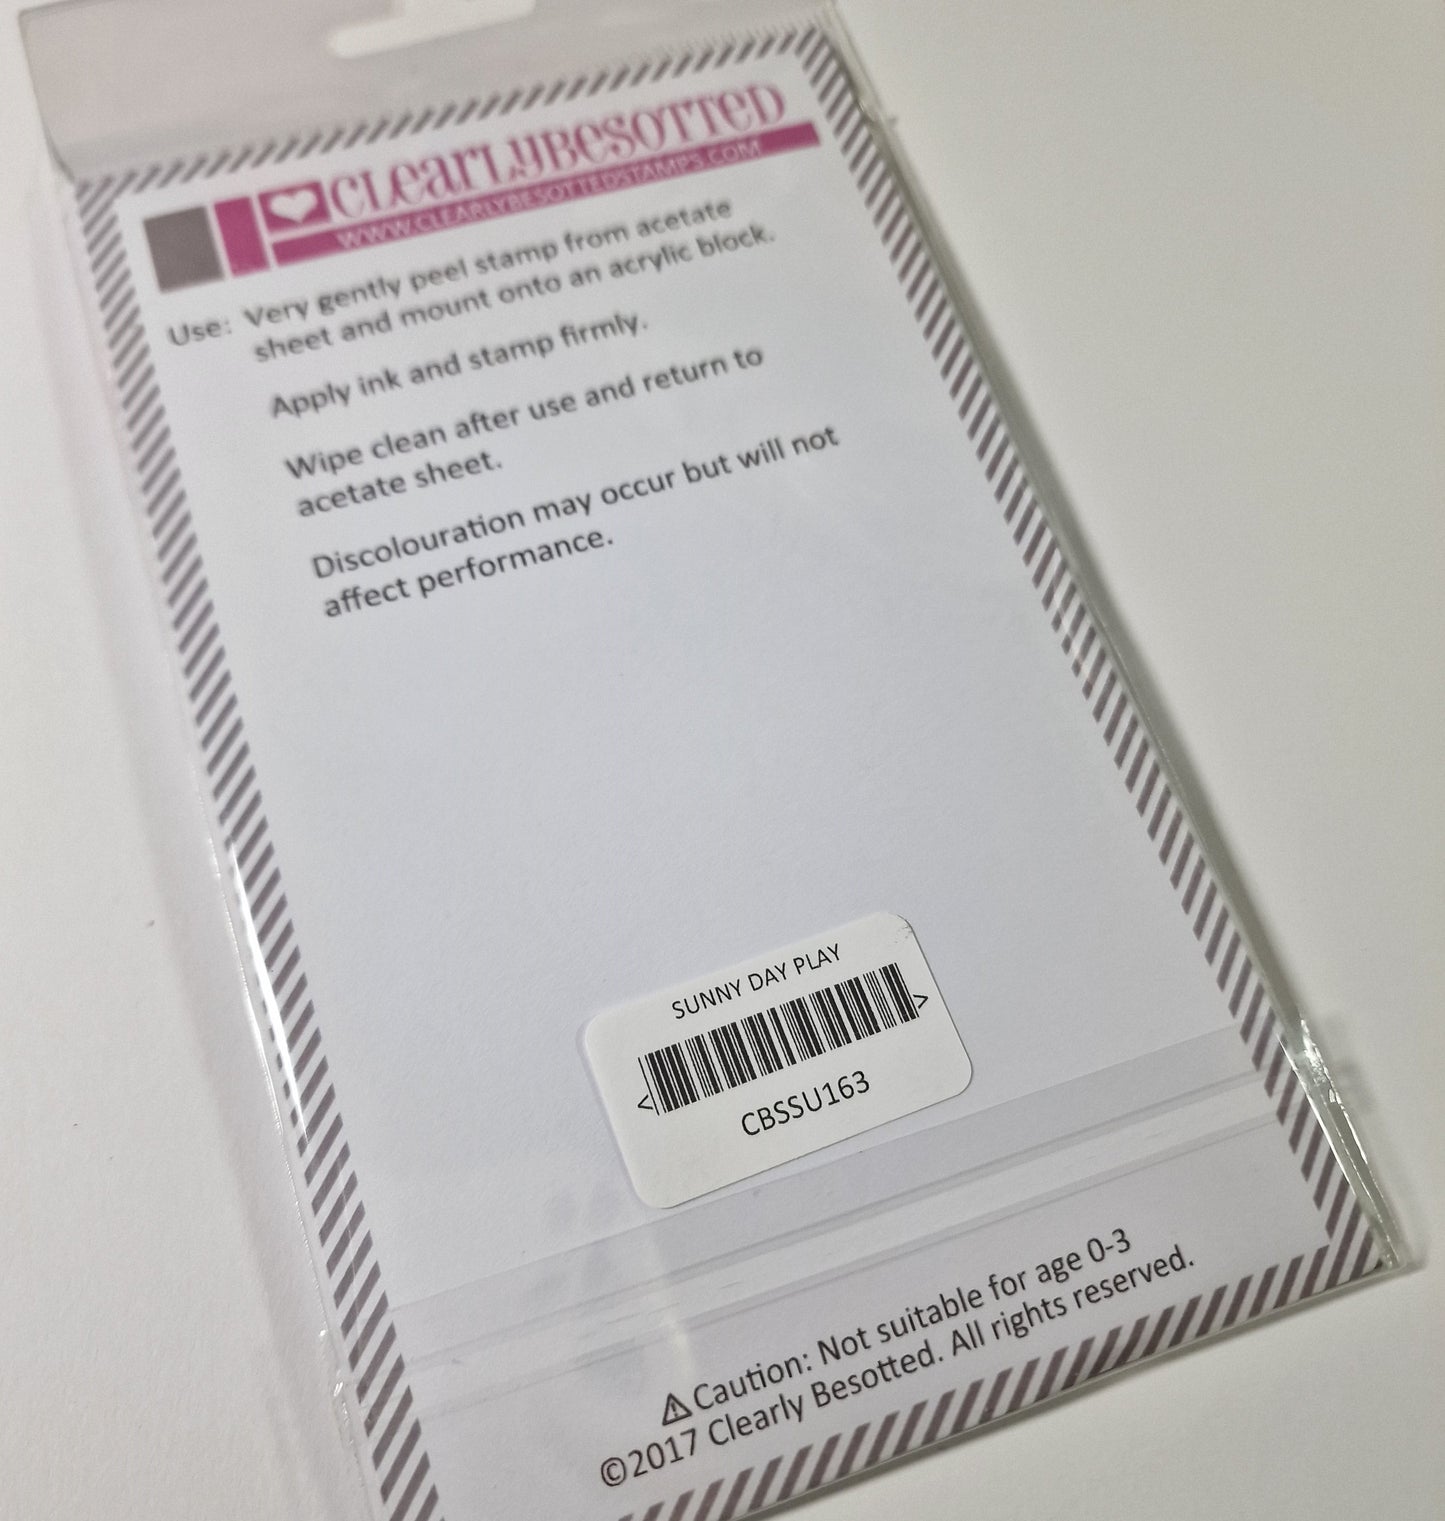 CLEARLYBESOTTED
WWW.CLEARLYBESOTTEDSTAMPS.COM
Use: Very gently peel stamp from acetate
sheet and mount onto an acrylic block.
Apply ink and stamp firmly.
Wipe clean after use and return to
acetate sheet.
Discolouration may occur but will not
affect performance.
SUNNY DAY PLAY
< >
CBSSU163
⚠Caution: Not suitable for age 0-3
©2017 Clearly Besotted. All rights reserved.